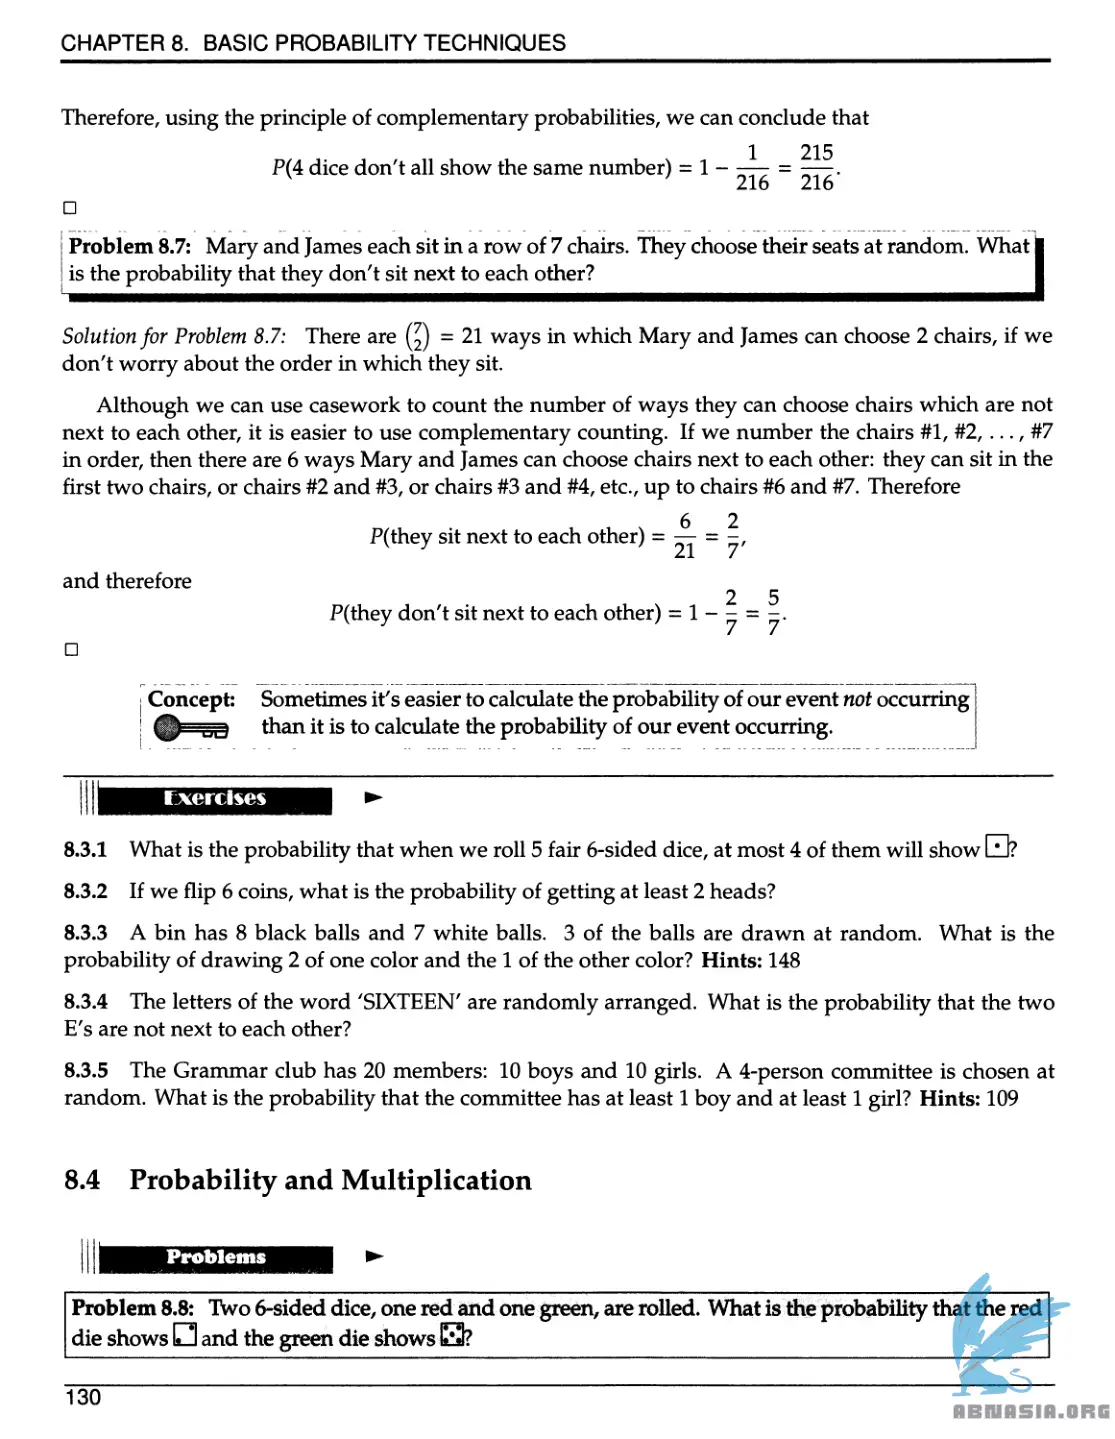 CHAPTER 8. BASIC PROBABILITY TECHNIQUES
Therefore, using the principle of complementary probabilities, we can conclude that
P(4 dice don't all show the same number) = 1 − 1/216 = 215/216.
□
Problem 8.7: Mary and James each sit in a row of 7 chairs. They choose their seats at random. What
is the probability that they don't sit next to each other?
Solution for Problem 8.7: There are (7 2) = 21 ways in which Mary and James can choose 2 chairs, if we
don't worry about the order in which they sit.
Although we can use casework to count the number of ways they can choose chairs which are not
next to each other, it is easier to use complementary counting. If we number the chairs #1, #2, ..., #7
in order, then there are 6 ways Mary and James can choose chairs next to each other: they can sit in the
first two chairs, or chairs #2 and #3, or chairs #3 and #4, etc., up to chairs #6 and #7. Therefore
P(they sit next to each other) = 6/21 = 2/7,
and therefore
P(they don't sit next to each other) = 1 − 2/7 = 5/7.
□
Concept: Sometimes it's easier to calculate the probability of our event not occurring
than it is to calculate the probability of our event occurring.
Exercises
8.3.1 What is the probability that when we roll 5 fair 6-sided dice, at most 4 of them will show ⚀?
8.3.2 If we flip 6 coins, what is the probability of getting at least 2 heads?
8.3.3 A bin has 8 black balls and 7 white balls. 3 of the balls are drawn at random. What is the
probability of drawing 2 of one color and the 1 of the other color? Hints: 148
8.3.4 The letters of the word 'SIXTEEN' are randomly arranged. What is the probability that the two
E's are not next to each other?
8.3.5 The Grammar club has 20 members: 10 boys and 10 girls. A 4-person committee is chosen at
random. What is the probability that the committee has at least 1 boy and at least 1 girl? Hints: 109
8.4 Probability and Multiplication
Problems
Problem 8.8: Two 6-sided dice, one red and one green, are rolled. What is the probability that the red
die shows ⚁ and the green die shows ⚄?
130
ABNASIA.ORG